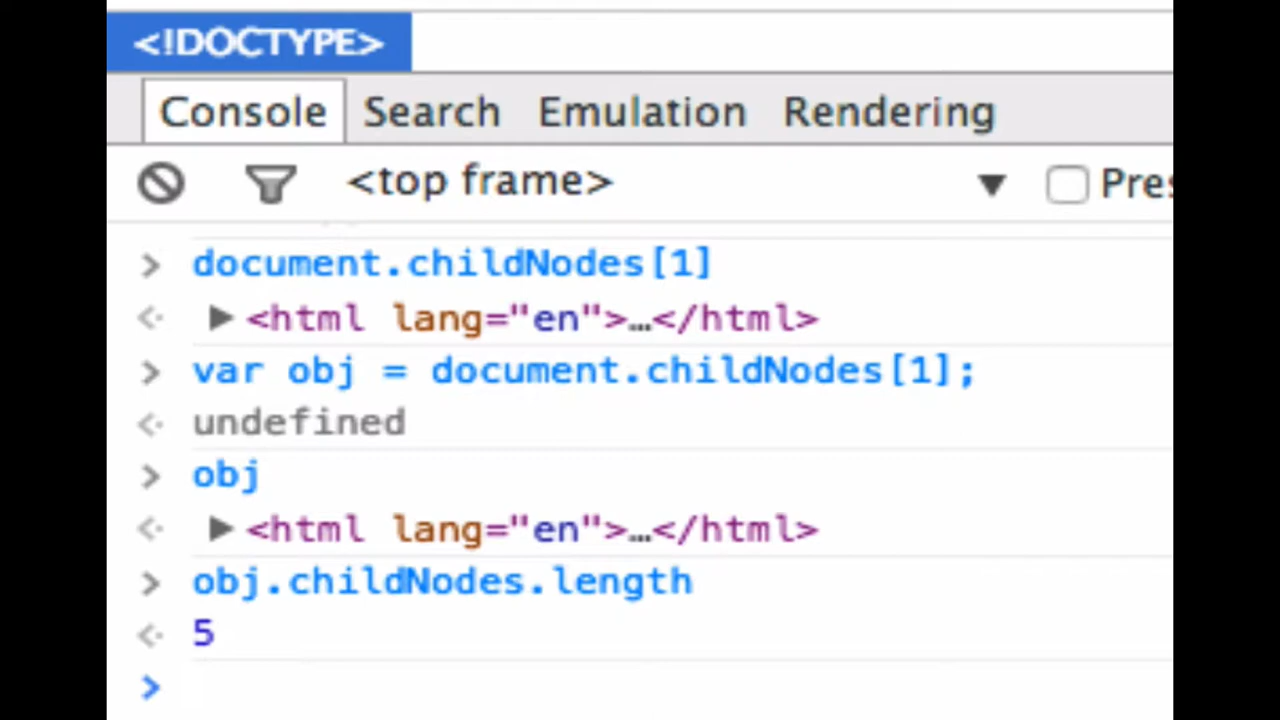 <!DOCTYPE>
Console Search Emulation Rendering
<top frame> ▼
> document.childNodes[1]
<· ▶<html lang="en">…</html>
> var obj = document.childNodes[1];
<· undefined
> obj
<· ▶<html lang="en">…</html>
> obj.childNodes.length
<· 5
>